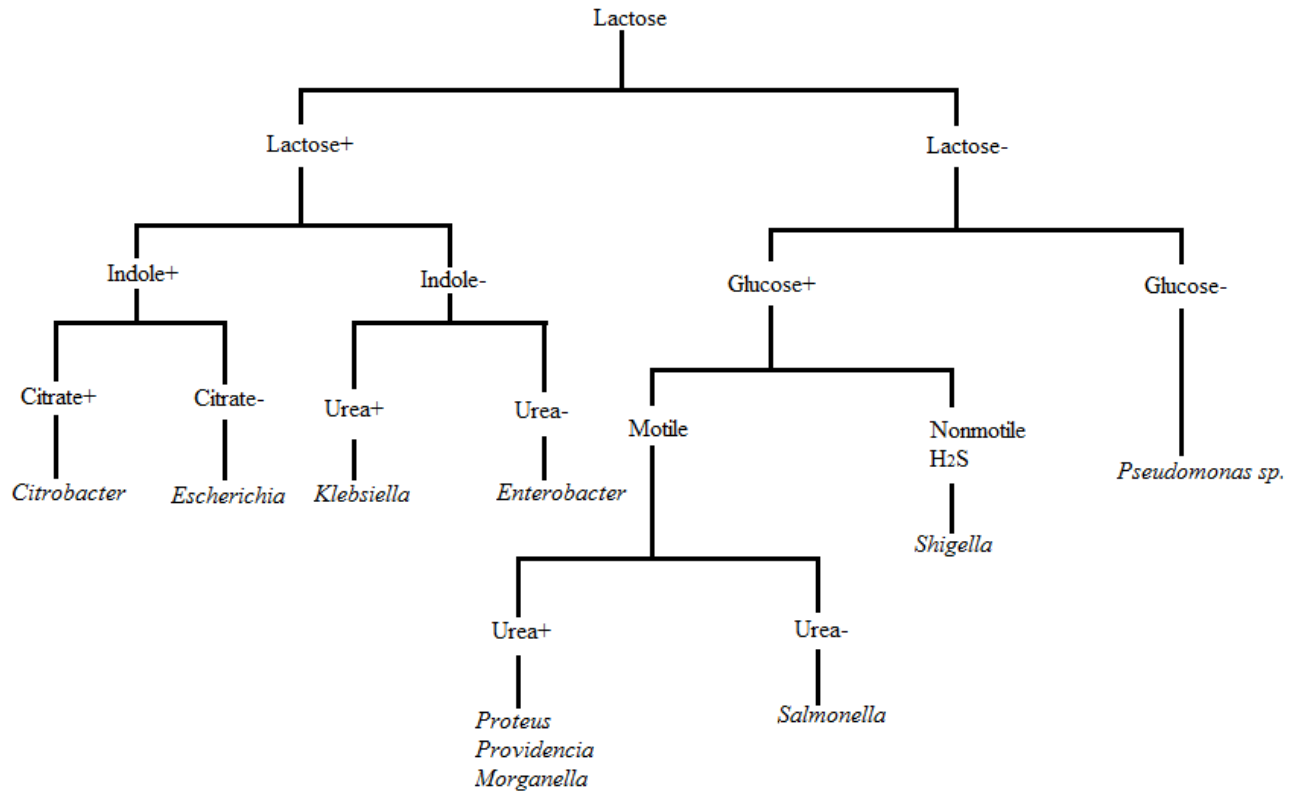 Lactose
Lactose+
Lactose-
Indole+
Indole-
Glucose+
Glucose-
Citrate+
Citrate-
Urea+
Urea-
Motile
Nonmotile
H2S
Citrobacter
Escherichia
Klebsiella
Enterobacter
Pseudomonas sp.
Shigella
Urea+
Urea-
Proteus
Providencia
Morganella
Salmonella